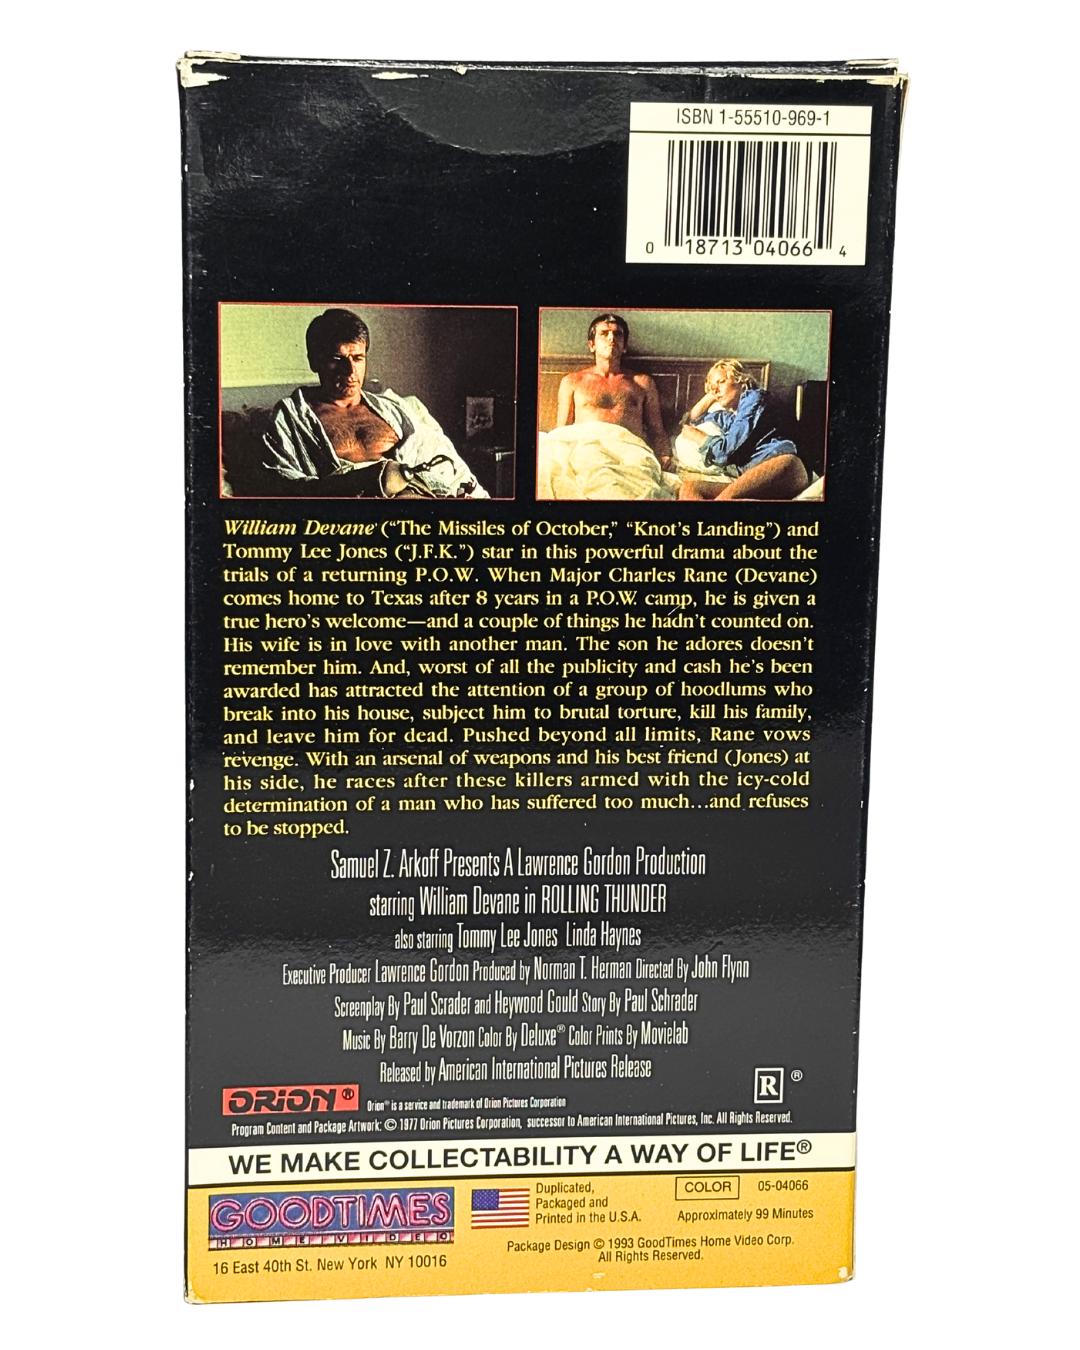 ISBN 1-55510-969-1
0 18713 04066 4
William Devane ("The Missiles of October," "Knot's Landing") and
Tommy Lee Jones ("J.F.K.") star in this powerful drama about the
trials of a returning P.O.W. When Major Charles Rane (Devane)
comes home to Texas after 8 years in a P.O.W. camp, he is given a
true hero's welcome—and a couple of things he hadn't counted on.
His wife is in love with another man. The son he adores doesn't
remember him. And, worst of all the publicity and cash he's been
awarded has attracted the attention of a group of hoodlums who
break into his house, subject him to brutal torture, kill his family,
and leave him for dead. Pushed beyond all limits, Rane vows
revenge. With an arsenal of weapons and his best friend (Jones) at
his side, he races after these killers armed with the icy-cold
determination of a man who has suffered too much...and refuses
to be stopped.
Samuel Z. Arkoff Presents A Lawrence Gordon Production
starring William Devane in ROLLING THUNDER
also starring Tommy Lee Jones Linda Haynes
Executive Producer Lawrence Gordon Produced by Norman T. Herman Directed By John Flynn
Screenplay By Paul Scrader and Heywood Gould Story By Paul Schrader
Music By Barry De Vorzon Color By Deluxe® Color Prints By Movielab
Released by American International Pictures Release
ORION ® Orion™ is a service and trademark of Orion Pictures Corporation
R ®
Program Content and Package Artwork: © 1977 Orion Pictures Corporation, successor to American International Pictures, Inc. All Rights Reserved.
WE MAKE COLLECTABILITY A WAY OF LIFE®
GOODTIMES
HOME VIDEO
16 East 40th St. New York NY 10016
Duplicated,
Packaged and
Printed in the U.S.A.
COLOR 05-04066
Approximately 99 Minutes
Package Design © 1993 GoodTimes Home Video Corp.
All Rights Reserved.